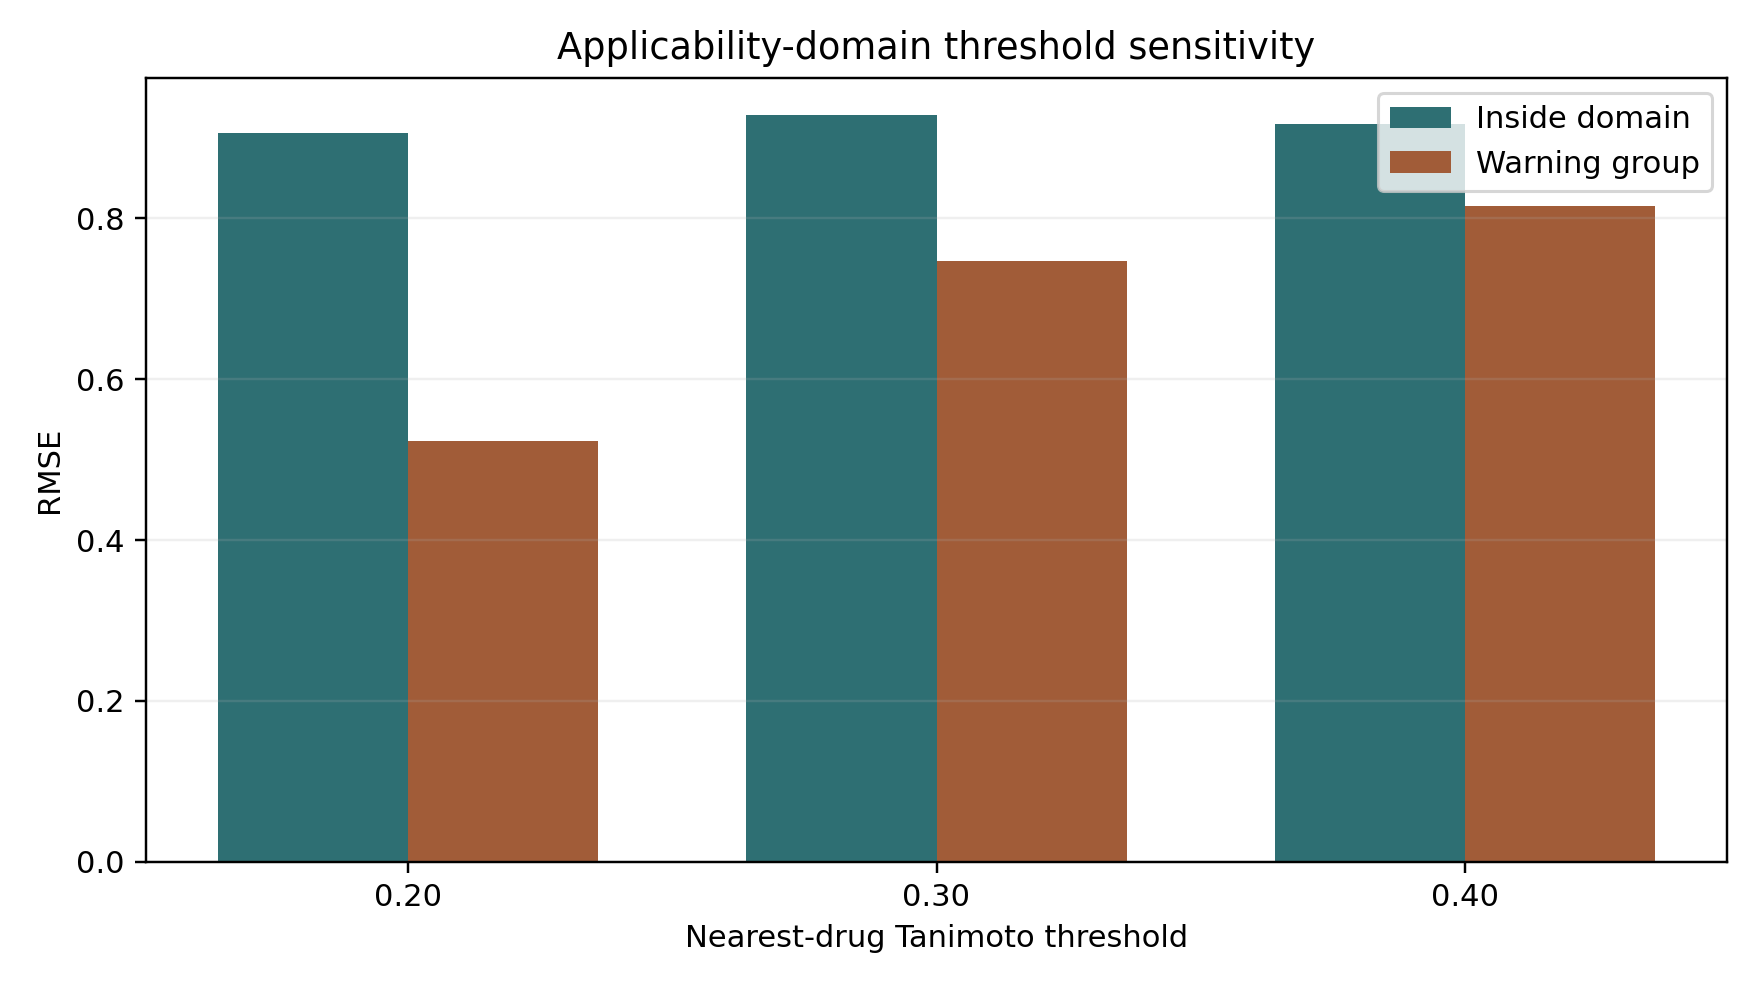 Applicability-domain threshold sensitivity
Inside domain
Warning group
RMSE
0.8
0.6
0.4
0.2
0.0
0.20
0.30
0.40
Nearest-drug Tanimoto threshold